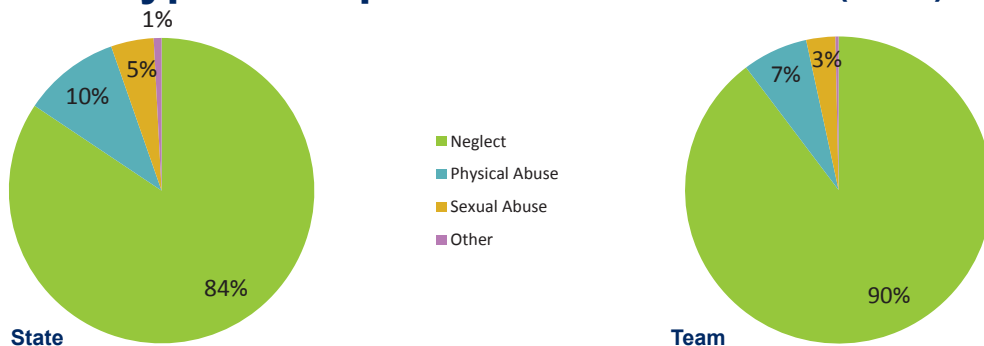 1%
5%
10%
84%
State
Neglect
Physical Abuse
Sexual Abuse
Other
3%
7%
90%
Team